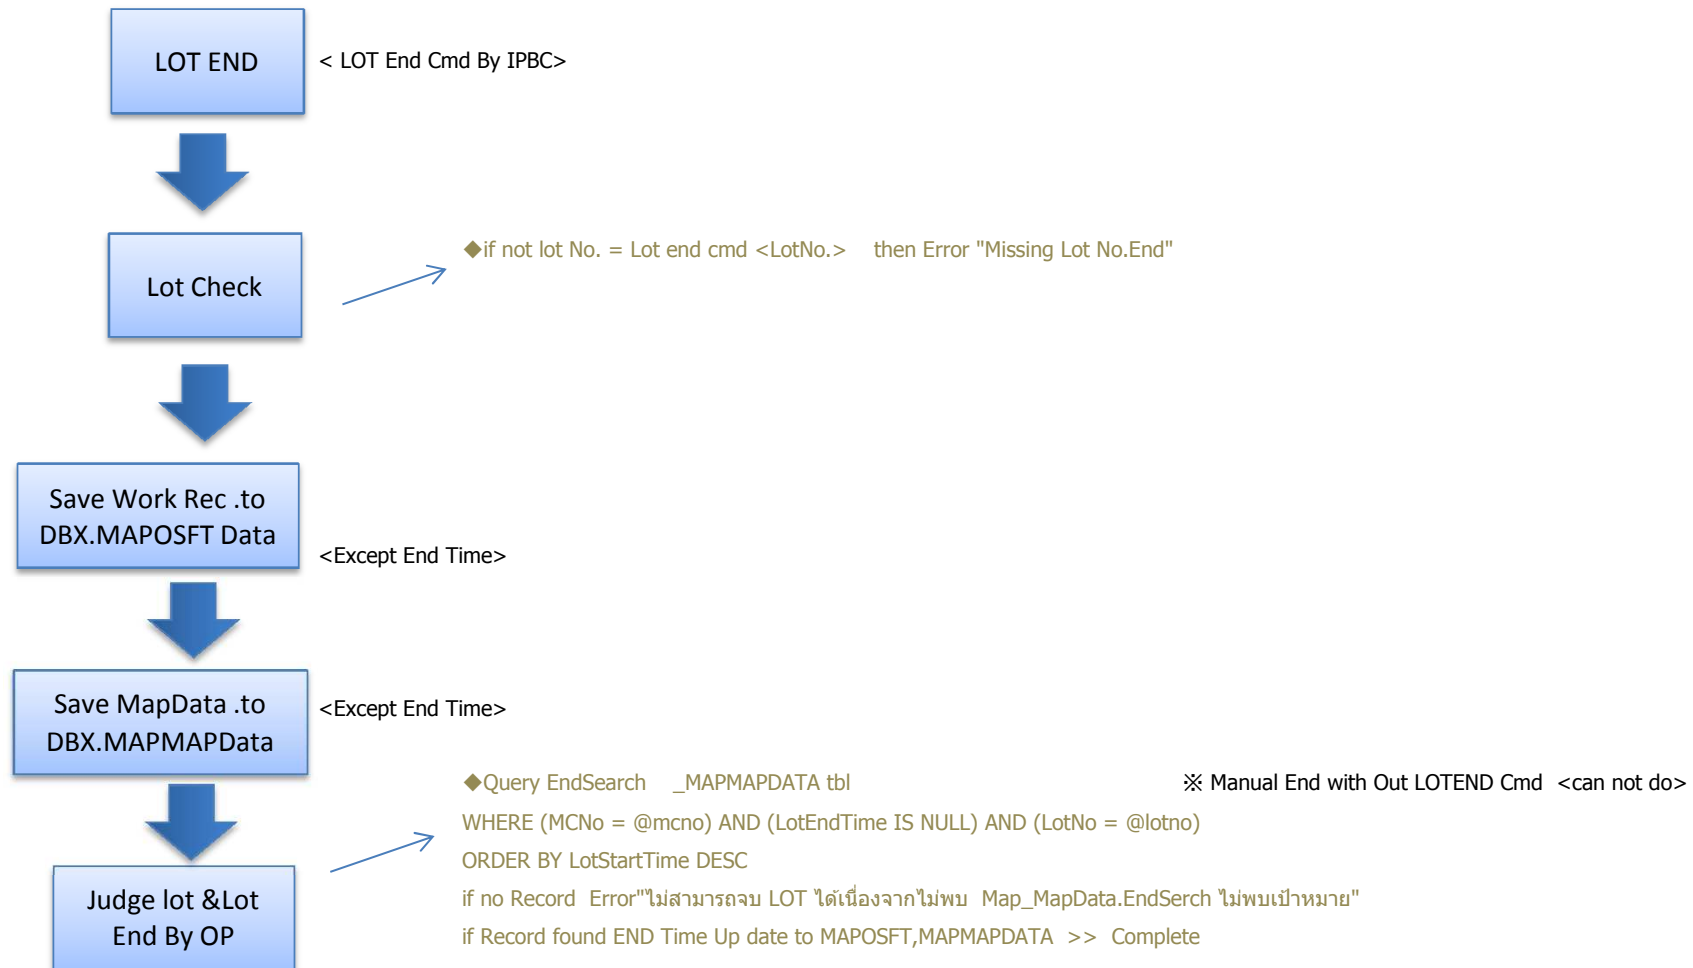 LOT END
< LOT End Cmd By IPBC>
Lot Check
◆if not lot No. = Lot end cmd <LotNo.> then Error "Missing Lot No.End"
Save Work Rec .to
DBX.MAPOSFT Data
<Except End Time>
Save MapData .to
DBX.MAPMAPData
<Except End Time>
◆Query EndSearch _MAPMAPDATA tbl
※ Manual End with Out LOTEND Cmd <can not do>
WHERE (MCNo = @mcno) AND (LotEndTime IS NULL) AND (LotNo = @lotno)
ORDER BY LotStartTime DESC
if no Record Error"ไม่สามารถจบ LOT ได้เนื่องจากไม่พบ Map_MapData.EndSerch ไม่พบเป้าหมาย"
if Record found END Time Up date to MAPOSFT,MAPMAPDATA >> Complete
Judge lot &Lot
End By OP